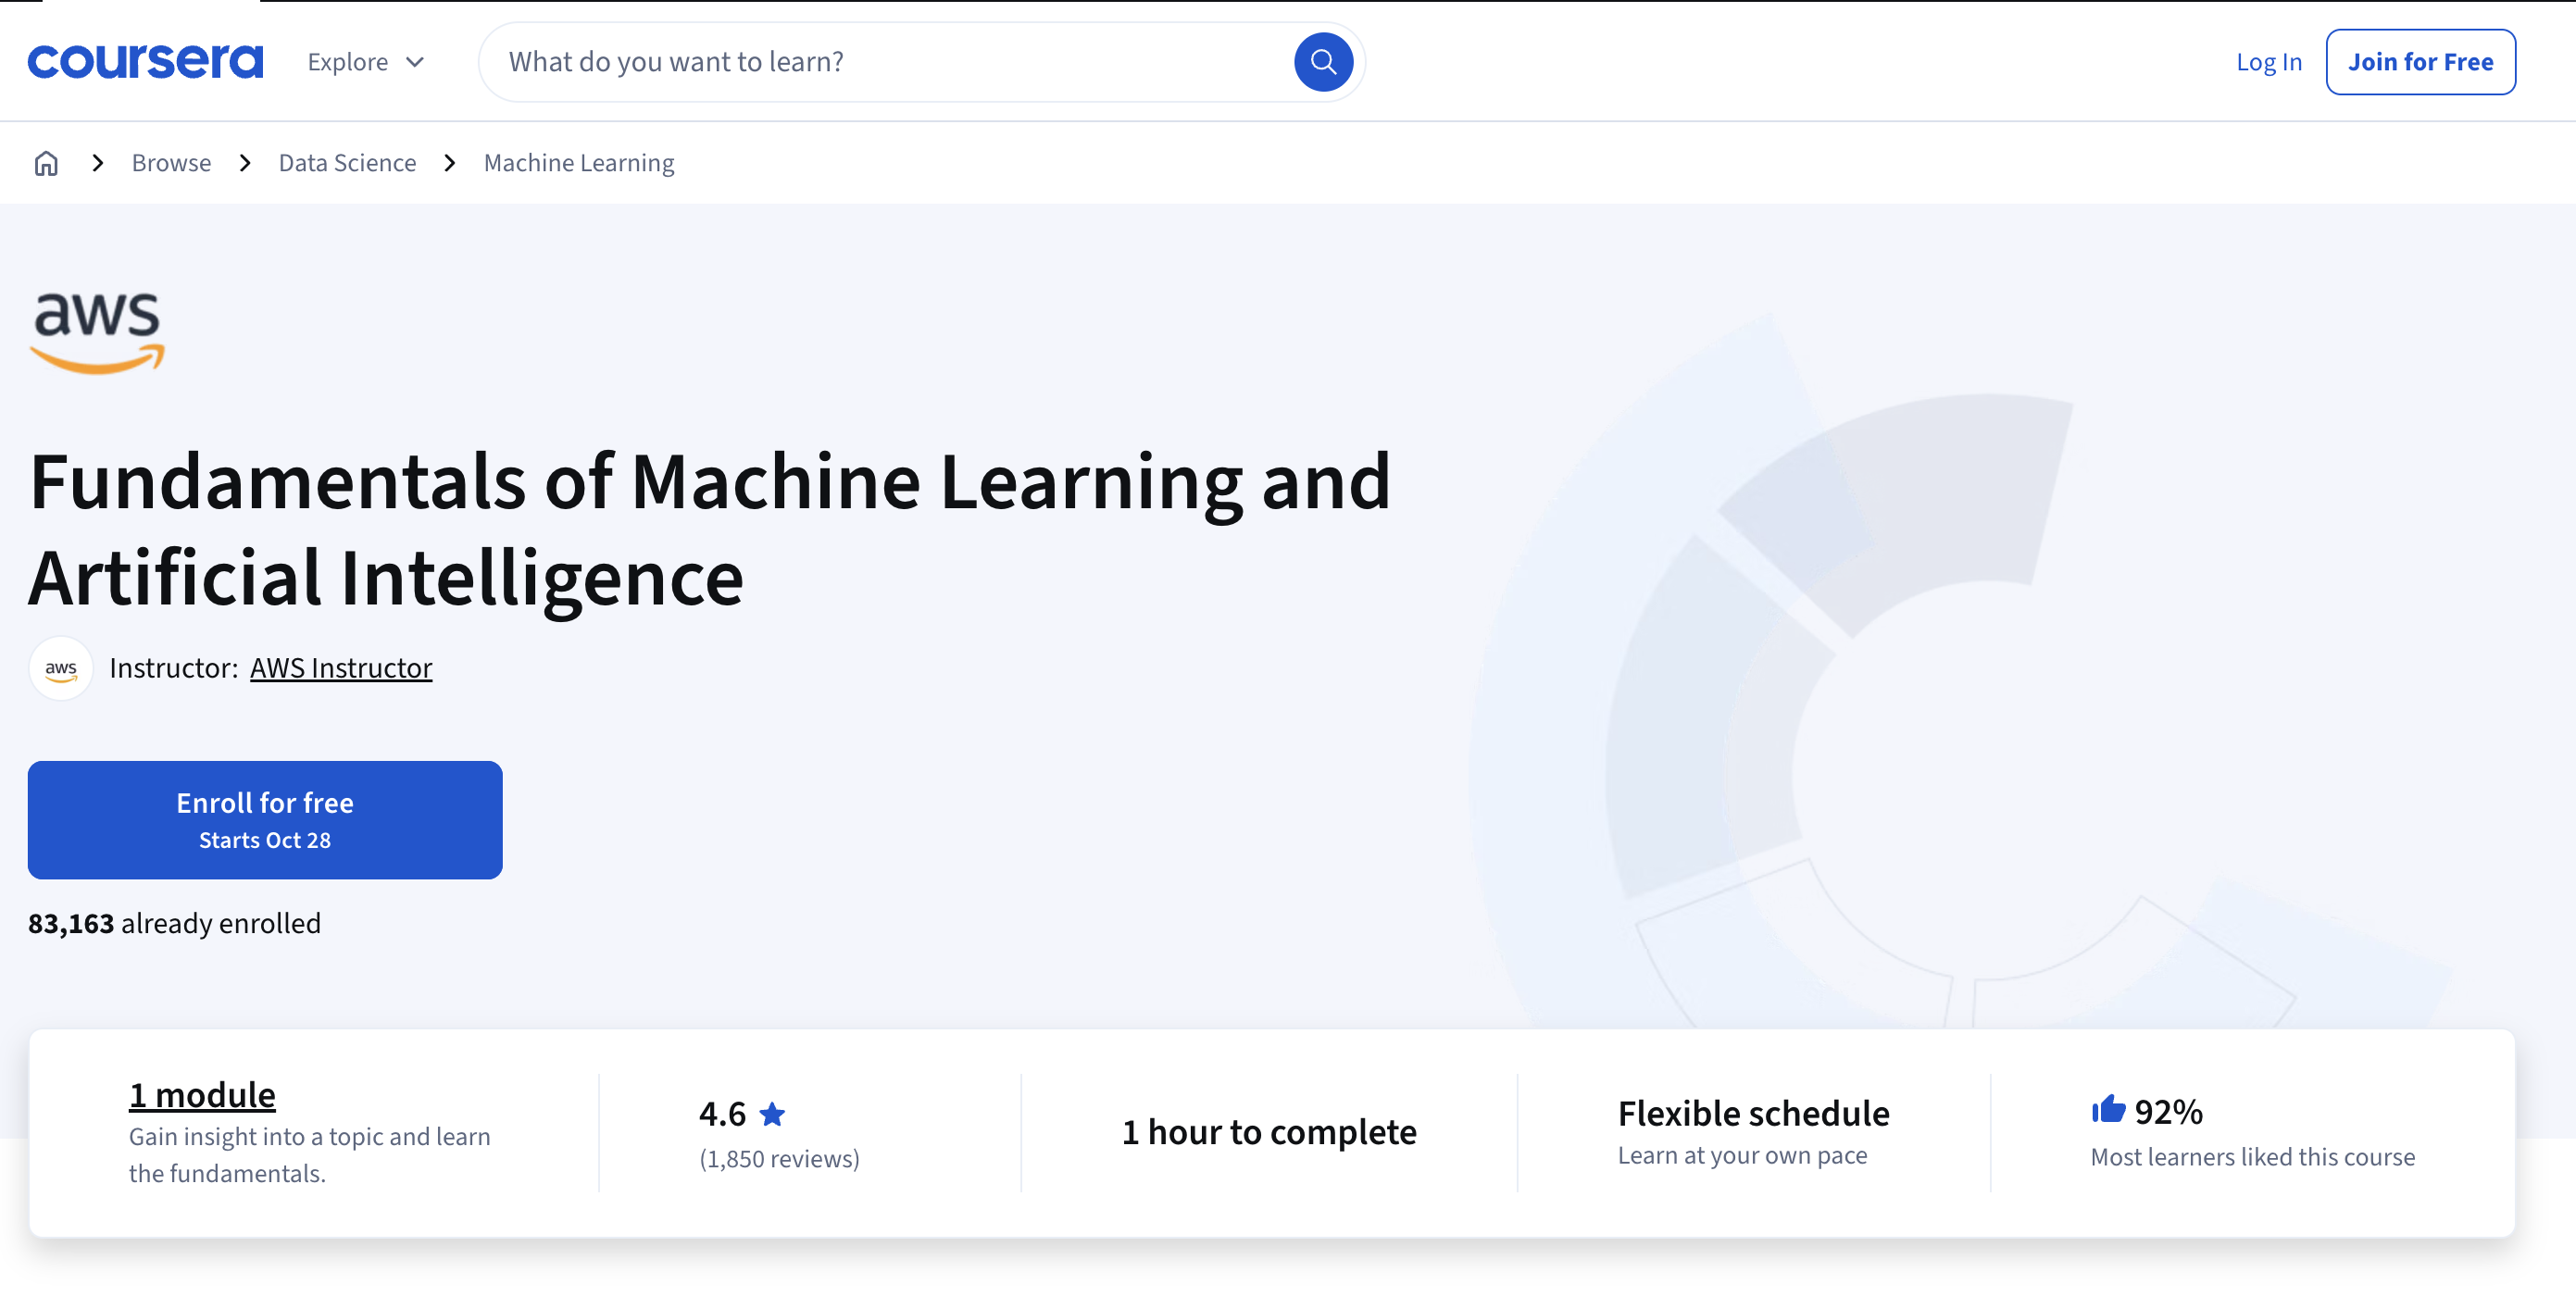 coursera
Explore
What do you want to learn?
Log In
Join for Free
Browse
Data Science
Machine Learning
aws
Fundamentals of Machine Learning and
Artificial Intelligence
aws
Instructor: AWS Instructor
Enroll for free
Starts Oct 28
83,163 already enrolled
1 module
Gain insight into a topic and learn
the fundamentals.
4.6
(1,850 reviews)
1 hour to complete
Flexible schedule
Learn at your own pace
92%
Most learners liked this course